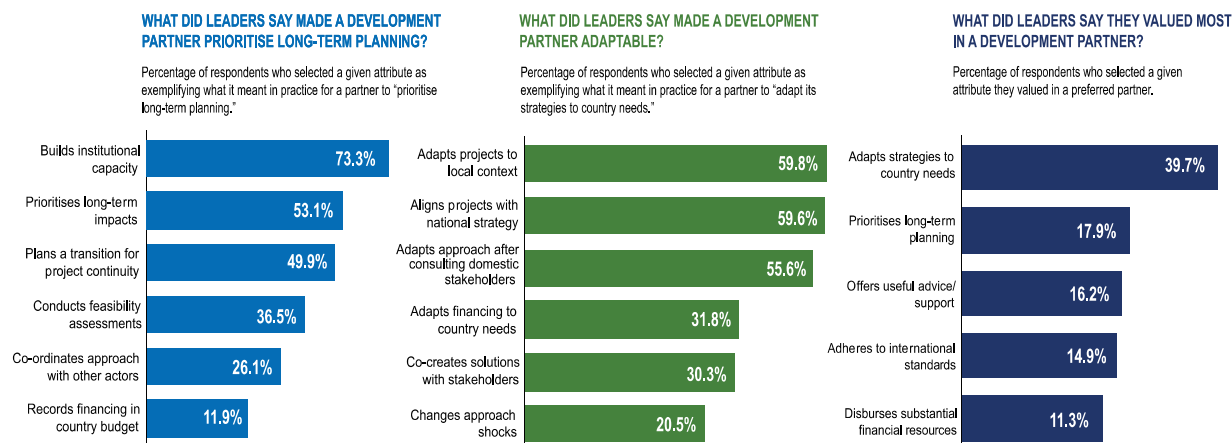 WHAT DID LEADERS SAY MADE A DEVELOPMENT
PARTNER PRIORITISE LONG-TERM PLANNING?
Percentage of respondents who selected a given attribute as
exemplifying what it meant in practice for a partner to “prioritise
long-term planning.”
Builds institutional
capacity
73.3%
Prioritises long-term
impacts
53.1%
Plans a transition for
project continuity
49.9%
Conducts feasibility
assessments
36.5%
Co-ordinates approach
with other actors
26.1%
Records financing in
country budget
11.9%
WHAT DID LEADERS SAY MADE A DEVELOPMENT
PARTNER ADAPTABLE?
Percentage of respondents who selected a given attribute as
exemplifying what it meant in practice for a partner to “adapt its
strategies to country needs.”
Adapts projects to
local context
59.8%
Aligns projects with
national strategy
59.6%
Adapts approach after
consulting domestic
stakeholders
55.6%
Adapts financing to
country needs
31.8%
Co-creates solutions
with stakeholders
30.3%
Changes approach
shocks
20.5%
WHAT DID LEADERS SAY THEY VALUED MOST
IN A DEVELOPMENT PARTNER?
Percentage of respondents who selected a given
attribute they valued in a preferred partner.
Adapts strategies to
country needs
39.7%
Prioritises long-term
planning
17.9%
Offers useful advice/
support
16.2%
Adheres to international
standards
14.9%
Disburses substantial
financial resources
11.3%